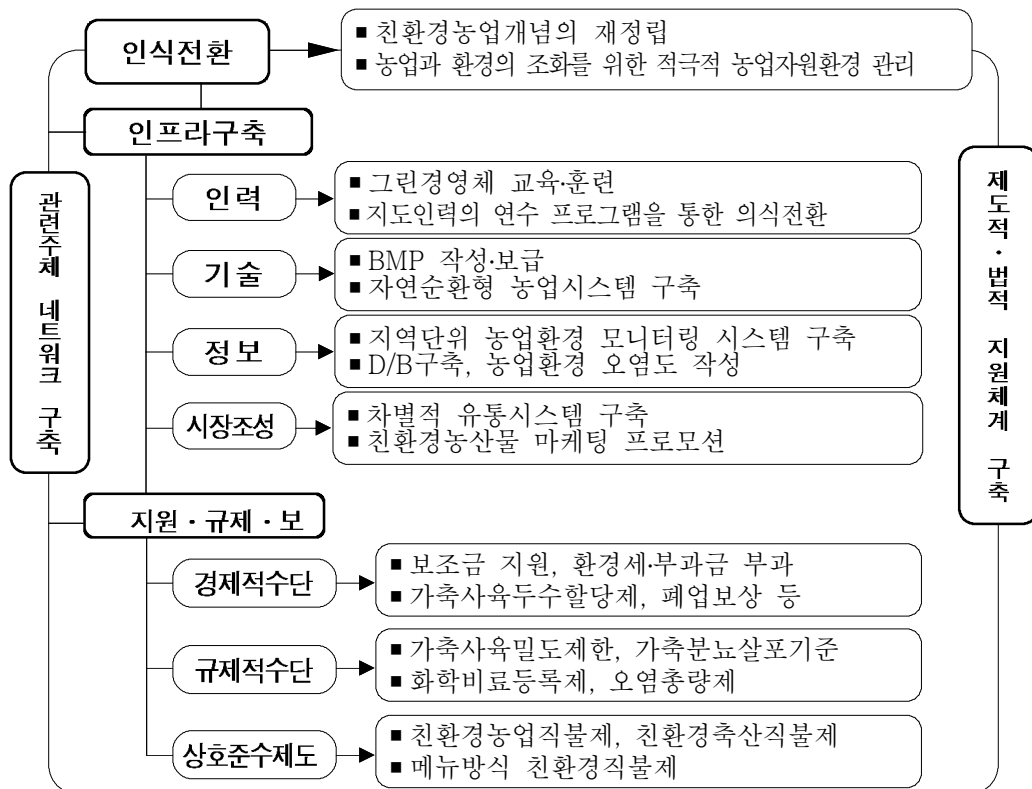 인식전환
■ 친환경농업개념의 재정립
■ 농업과 환경의 조화를 위한 적극적 농업자원환경 관리
인프라구축
관련주체 네트워크 구축
제도적·법적 지원체계 구축
인력
■ 그린경영체 교육·훈련
■ 지도인력의 연수 프로그램을 통한 의식전환
기술
■ BMP 작성·보급
■ 자연순환형 농업시스템 구축
정보
■ 지역단위 농업환경 모니터링 시스템 구축
■ D/B구축, 농업환경 오염도 작성
시장조성
■ 차별적 유통시스템 구축
■ 친환경농산물 마케팅 프로모션
지원·규제·보
경제적수단
■ 보조금 지원, 환경세·부과금 부과
■ 가축사육두수할당제, 폐업보상 등
규제적수단
■ 가축사육밀도제한, 가축분뇨살포기준
■ 화학비료등록제, 오염총량제
상호준수제도
■ 친환경농업직불제, 친환경축산직불제
■ 메뉴방식 친환경직불제